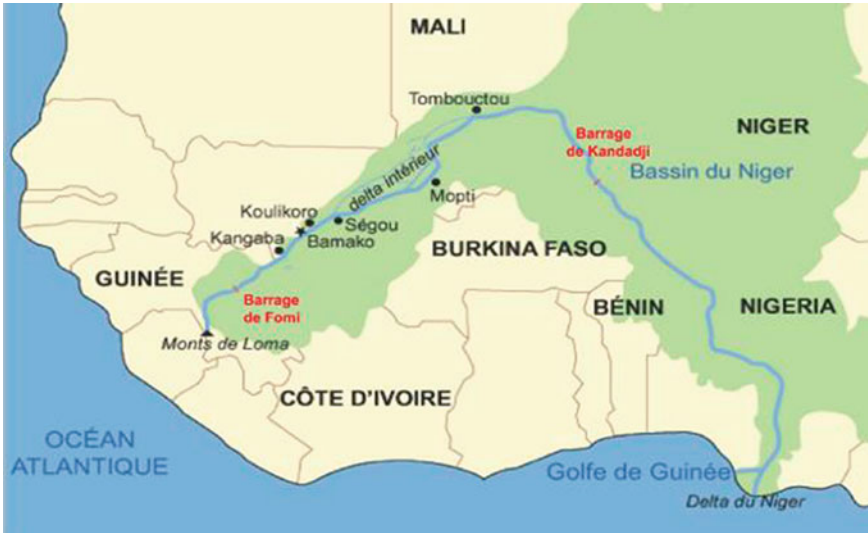 MALI
Tombouctou
Barrage
de Kandadji
NIGER
Bassin du Niger
delta intérieur
Mopti
Koulikoro
Ségou
Kangaba
Bamako
BURKINA FASO
GUINÉE
Barrage
de Fomi
BÉNIN
NIGERIA
Monts de Loma
CÔTE D'IVOIRE
OCÉAN
ATLANTIQUE
Golfe de Guinée
Delta du Niger